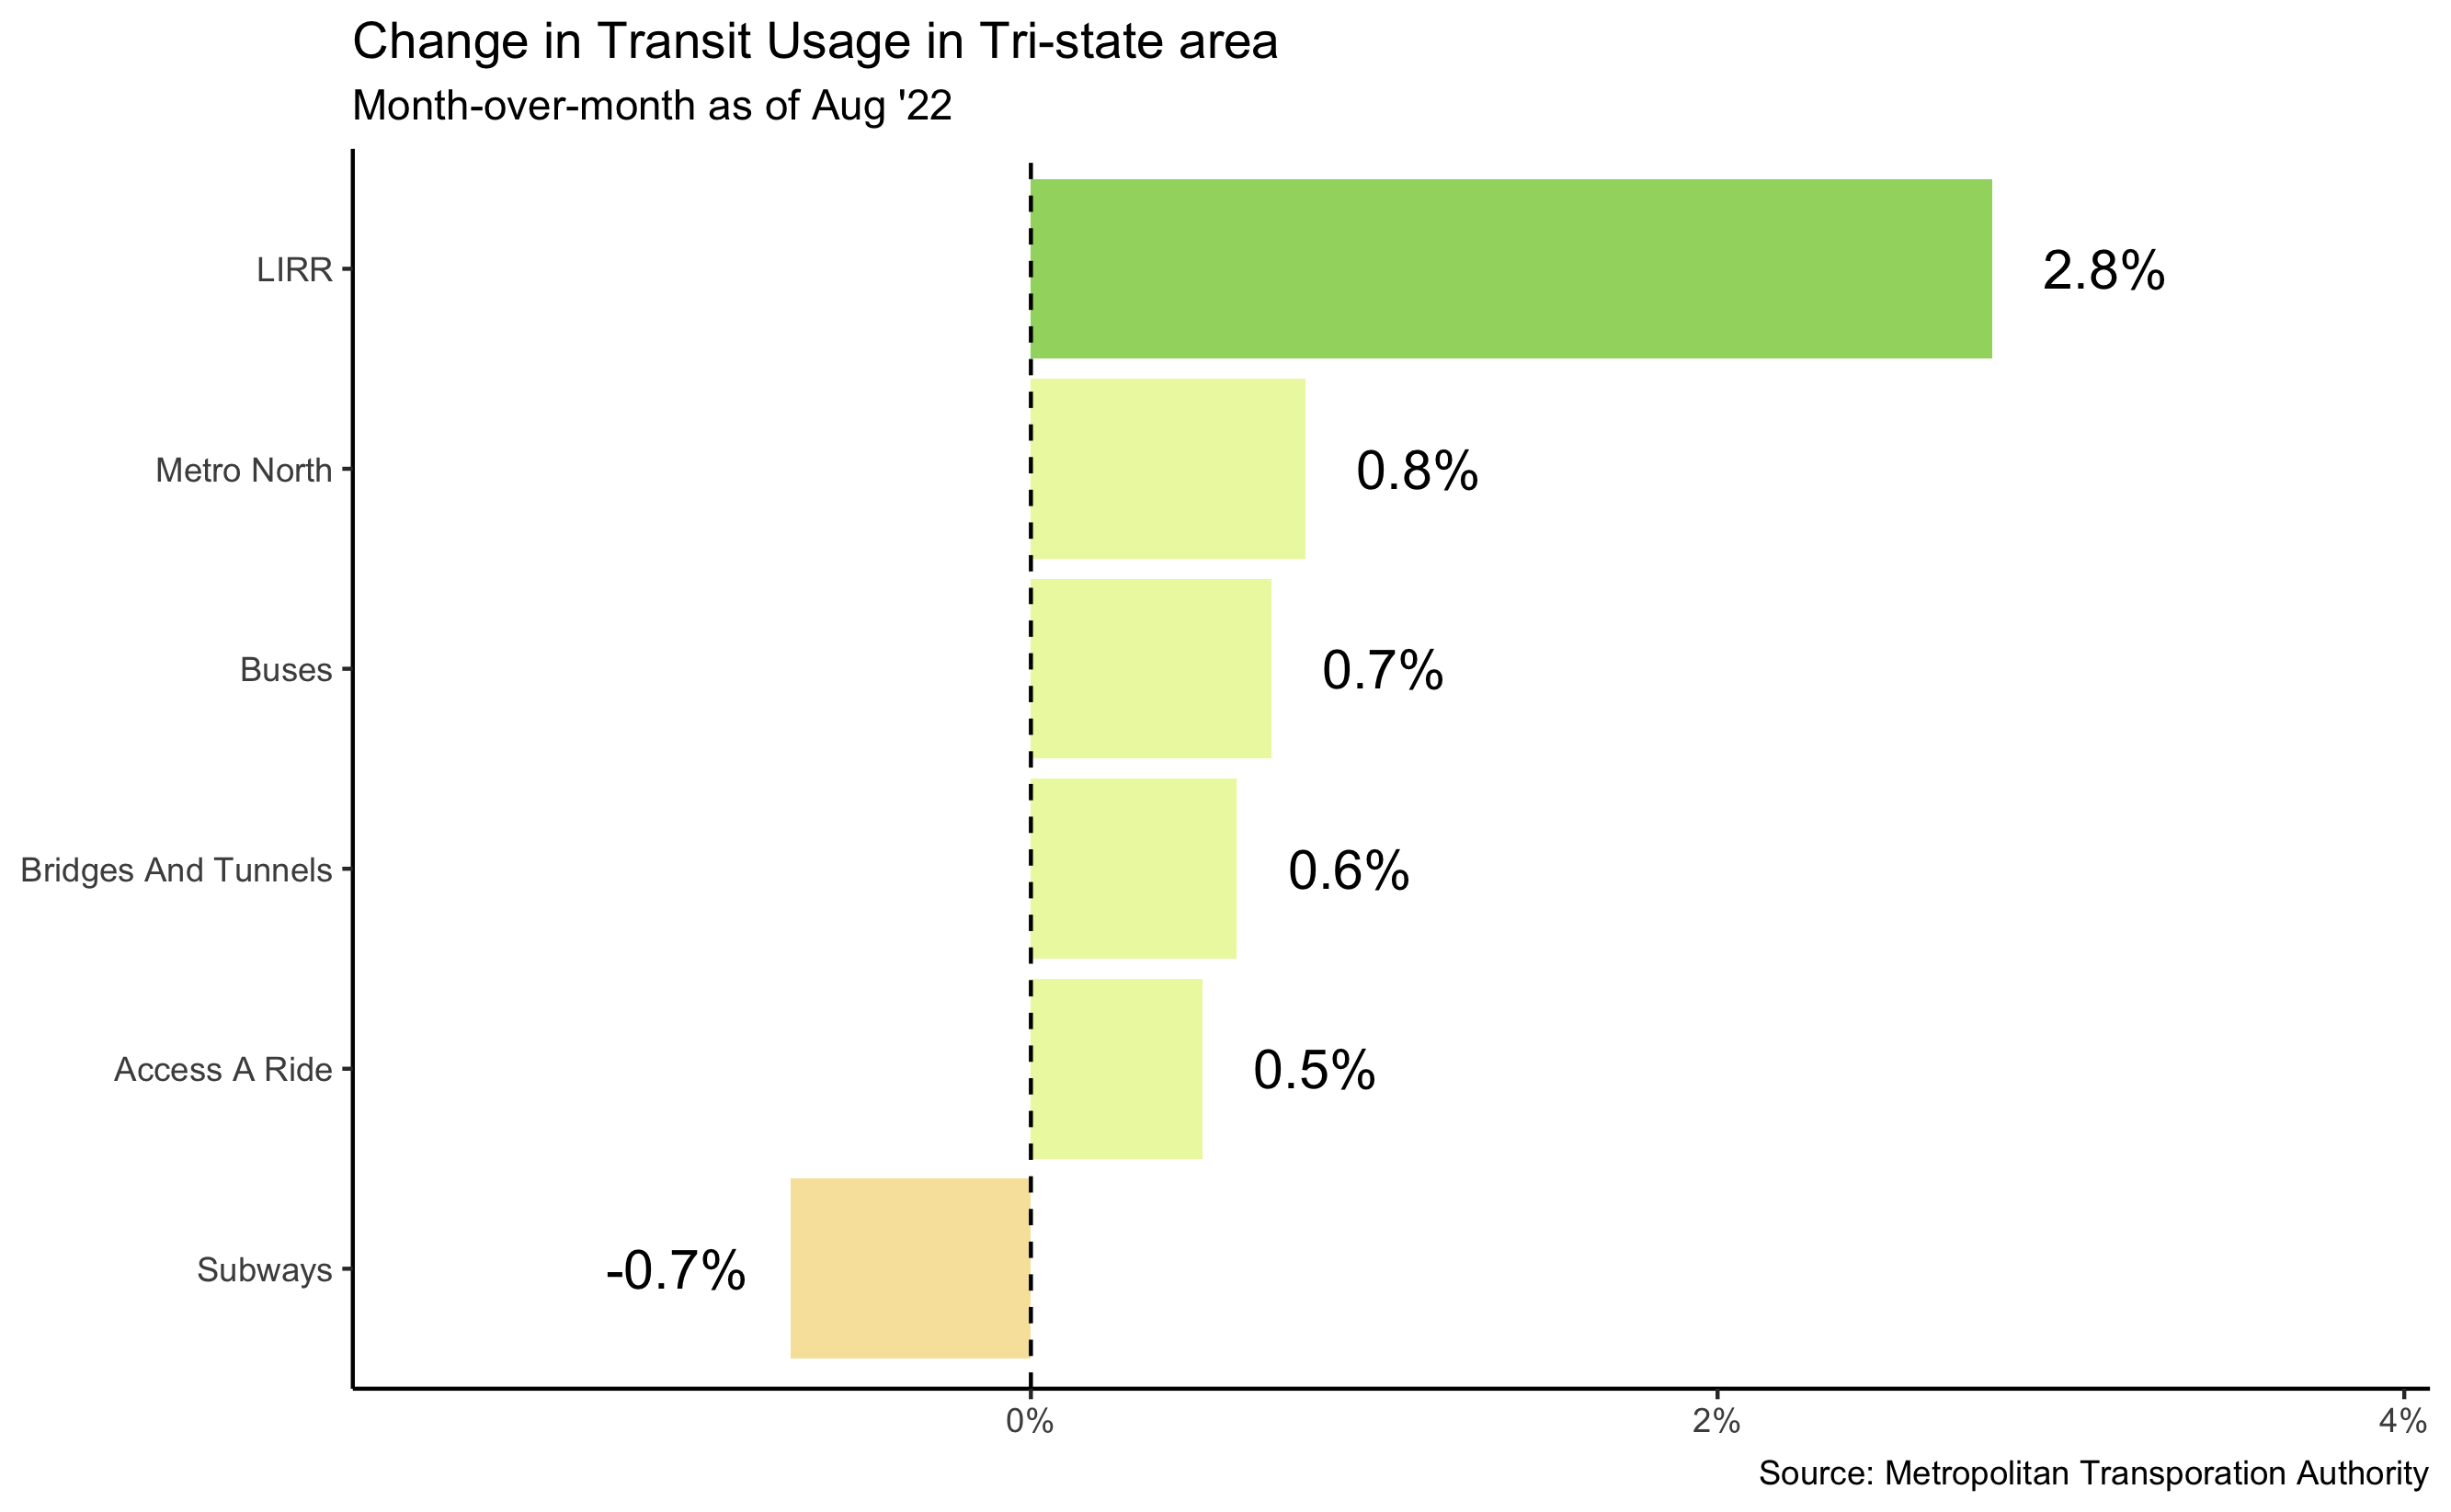 Change in Transit Usage in Tri-state area
Month-over-month as of Aug '22
LIRR
2.8%
Metro North
0.8%
Buses
0.7%
Bridges And Tunnels
0.6%
Access A Ride
0.5%
Subways
-0.7%
0%
2%
4%
Source: Metropolitan Transporation Authority